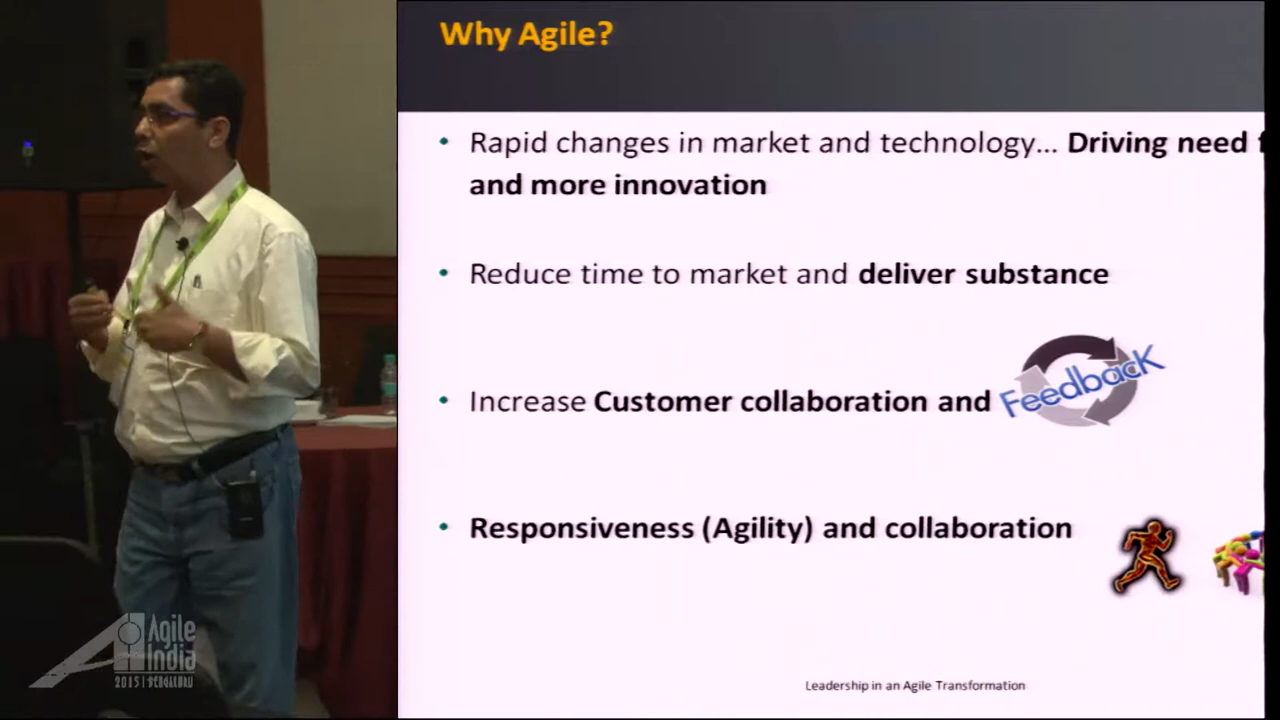 Why Agile?
• Rapid changes in market and technology... Driving need
and more innovation
• Reduce time to market and deliver substance
• Increase Customer collaboration and Feedback
• Responsiveness (Agility) and collaboration
Leadership in an Agile Transformation
Agile
India
2015 | BENGALURU